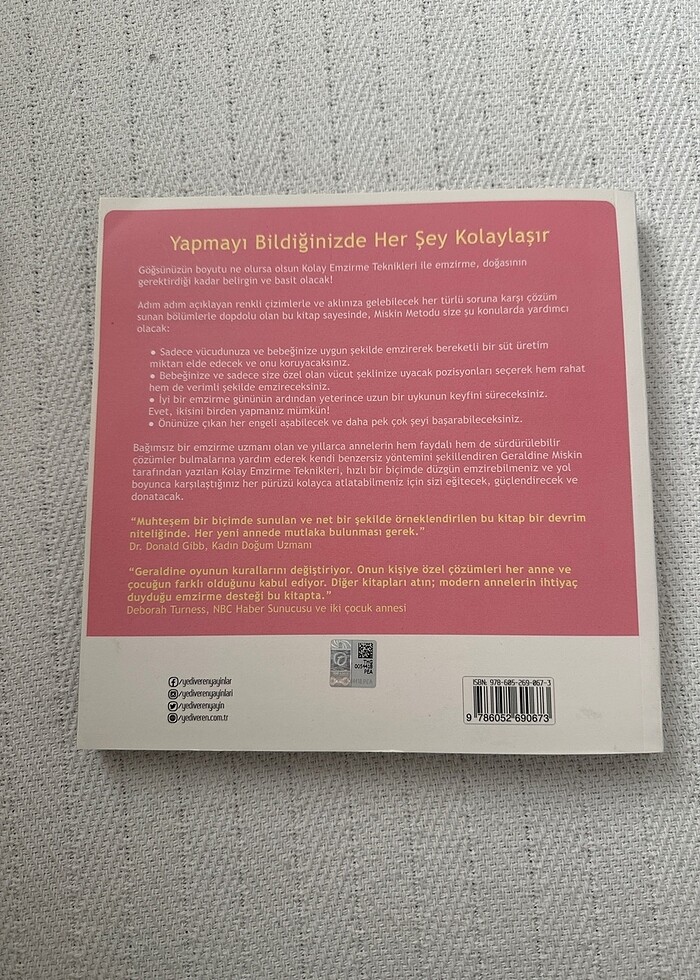 Yapmayı Bildiğinizde Her Şey Kolaylaşır
Göğsünüzün boyutu ne olursa olsun Kolay Emzirme Teknikleri ile emzirme, doğasının
gerektirdiği kadar belirgin ve basit olacak!
Adım adım açıklayan renkli çizimlerle ve aklınıza gelebilecek her türlü soruna karşı çözüm
sunan bölümlerle dopdolu olan bu kitap sayesinde, Miskin Metodu size şu konularda yardımcı
olacak:
• Sadece vücudunuza ve bebeğinize uygun şekilde emzirerek bereketli bir süt üretim
miktarı elde edecek ve onu koruyacaksınız.
• Bebeğinize ve sadece size özel olan vücut şeklinize uyacak pozisyonları seçerek hem rahat
hem de verimli şekilde emzireceksiniz.
• İyi bir emzirme gününün ardından yeterince uzun bir uykunun keyfini süreceksiniz.
Evet, ikisini birden yapmanız mümkün!
• Önünüze çıkan her engeli aşabilecek ve daha pek çok şeyi başarabileceksiniz.
Bağımsız bir emzirme uzmanı olan ve yıllarca annelerin hem faydalı hem de sürdürülebilir
çözümler bulmalarına yardım ederek kendi benzersiz yöntemini şekillendiren Geraldine Miskin
tarafından yazılan Kolay Emzirme Teknikleri, hızlı bir biçimde düzgün emzirebilmeniz ve yol
boyunca karşılaştığınız her pürüzü kolayca atlatabilmeniz için sizi eğitecek, güçlendirecek ve
donatacak.
“Muhteşem bir biçimde sunulan ve net bir şekilde örneklendirilen bu kitap bir devrim
niteliğinde. Her yeni annede mutlaka bulunması gerek.”
Dr. Donald Gibb, Kadın Doğum Uzmanı
“Geraldine oyunun kurallarını değiştiriyor. Onun kişiye özel çözümleri her anne ve
çocuğun farklı olduğunu kabul ediyor. Diğer kitapları atın; modern annelerin ihtiyaç
duyduğu emzirme desteği bu kitapta.”
Deborah Turness, NBC Haber Sunucusu ve iki çocuk annesi
/yediverenyayinlar
/yediverenyayinlari
/yediverenyayin
/yediveren.com.tr
PEA
ISBN: 978-605-269-067-3
9 786052 690673